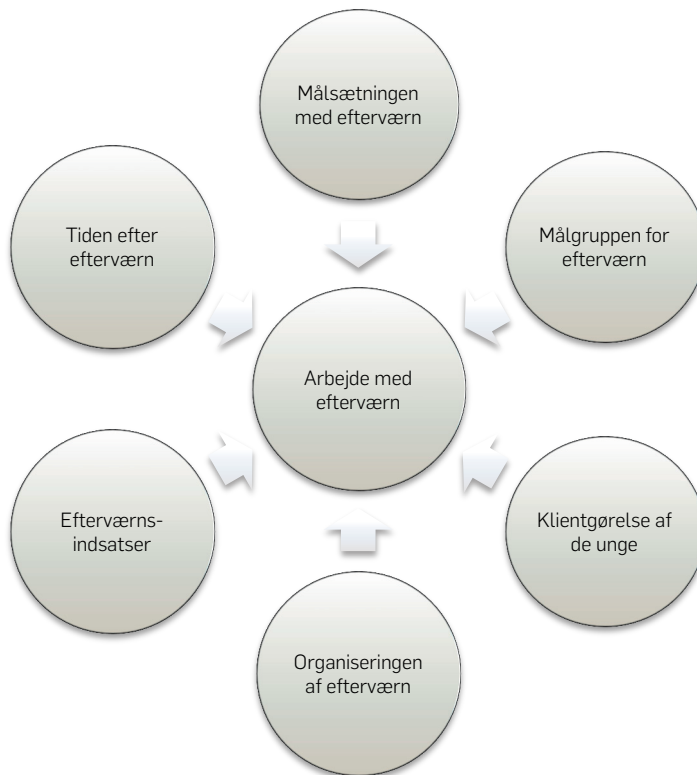 Målsætningen
med efterværn
Tiden efter
efterværn
Målgruppen for
efterværn
Arbejde med
efterværn
Efterværns-
indsatser
Klientgørelse af
de unge
Organiseringen
af efterværn